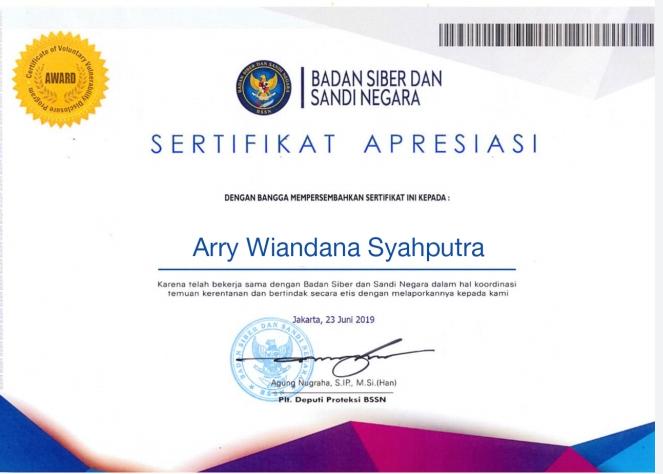 Certificate of Voluntary
Vulnerability Disclosure Program
AWARD
BADAN SIBER DAN SANDI NEGARA
BSSN
BADAN SIBER DAN
SANDI NEGARA
SERTIFIKAT APRESIASI
DENGAN BANGGA MEMPERSEMBAHKAN SERTIFIKAT INI KEPADA :
Arry Wiandana Syahputra
Karena telah bekerja sama dengan Badan Siber dan Sandi Negara dalam hal koordinasi
temuan kerentanan dan bertindak secara etis dengan melaporkannya kepada kami
Jakarta, 23 Juni 2019
BADAN SIBER DAN SANDI NEGARA
Agung Nugraha, S.IP., M.Si.(Han)
Plt. Deputi Proteksi BSSN